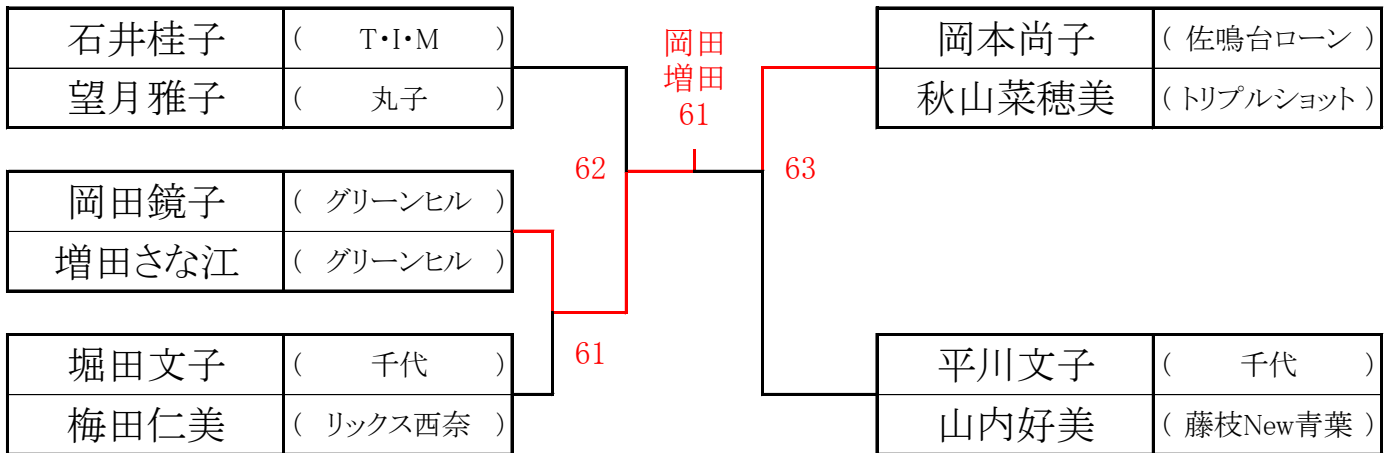 石井桂子 ( T・I・M )
望月雅子 ( 丸子 )
岡田鏡子 ( グリーンヒル )
増田さな江 ( グリーンヒル )
堀田文子 ( 千代 )
梅田仁美 ( リックス西奈 )
62
61
岡田
増田
61
63
岡本尚子 ( 佐鳴台ローン )
秋山菜穂美 ( トリプルショット )
平川文子 ( 千代 )
山内好美 ( 藤枝New青葉 )